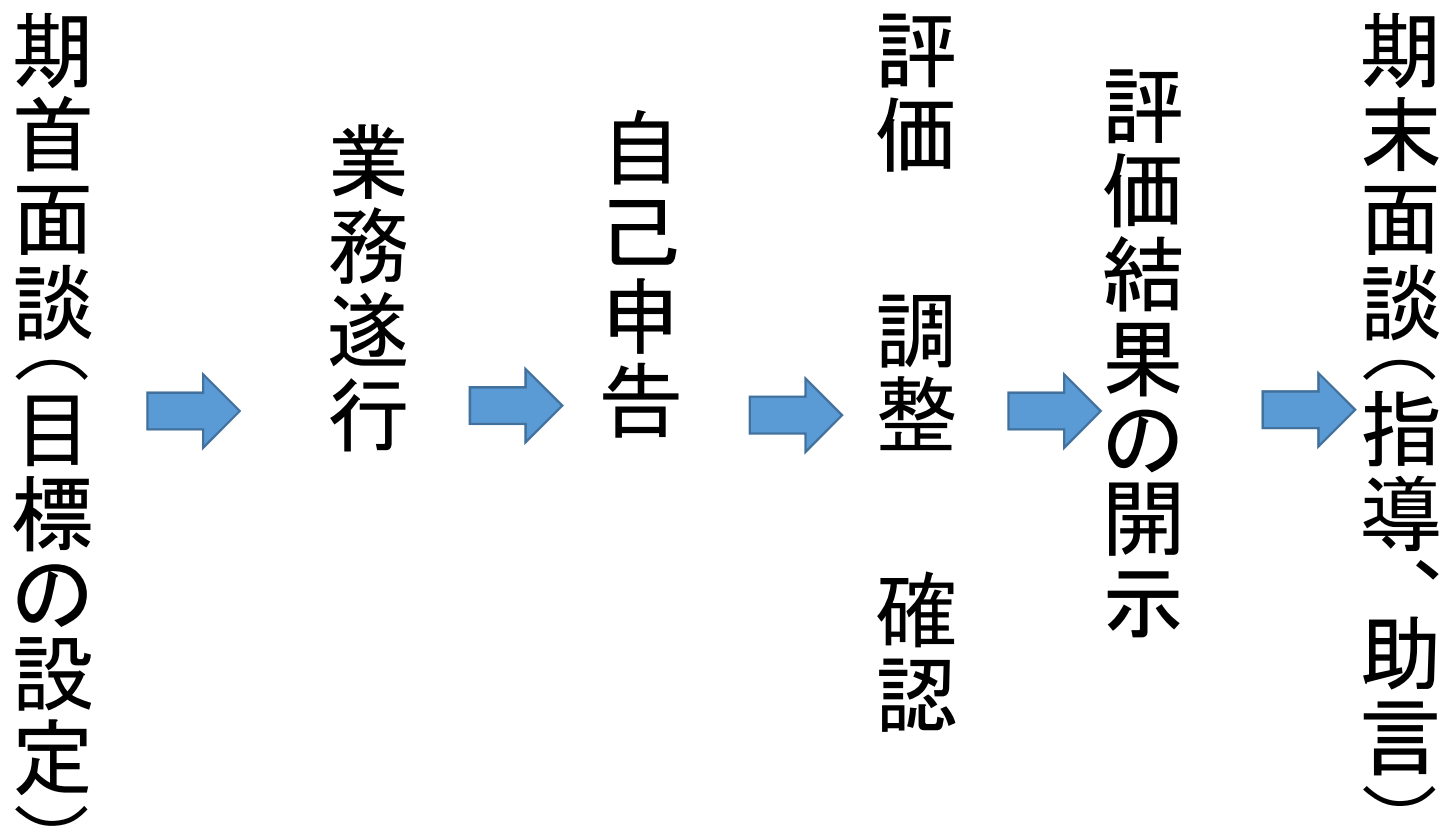 期首面談（目標の設定）
業務遂行
自己申告
評価　調整　確認
評価結果の開示
期末面談（指導、助言）